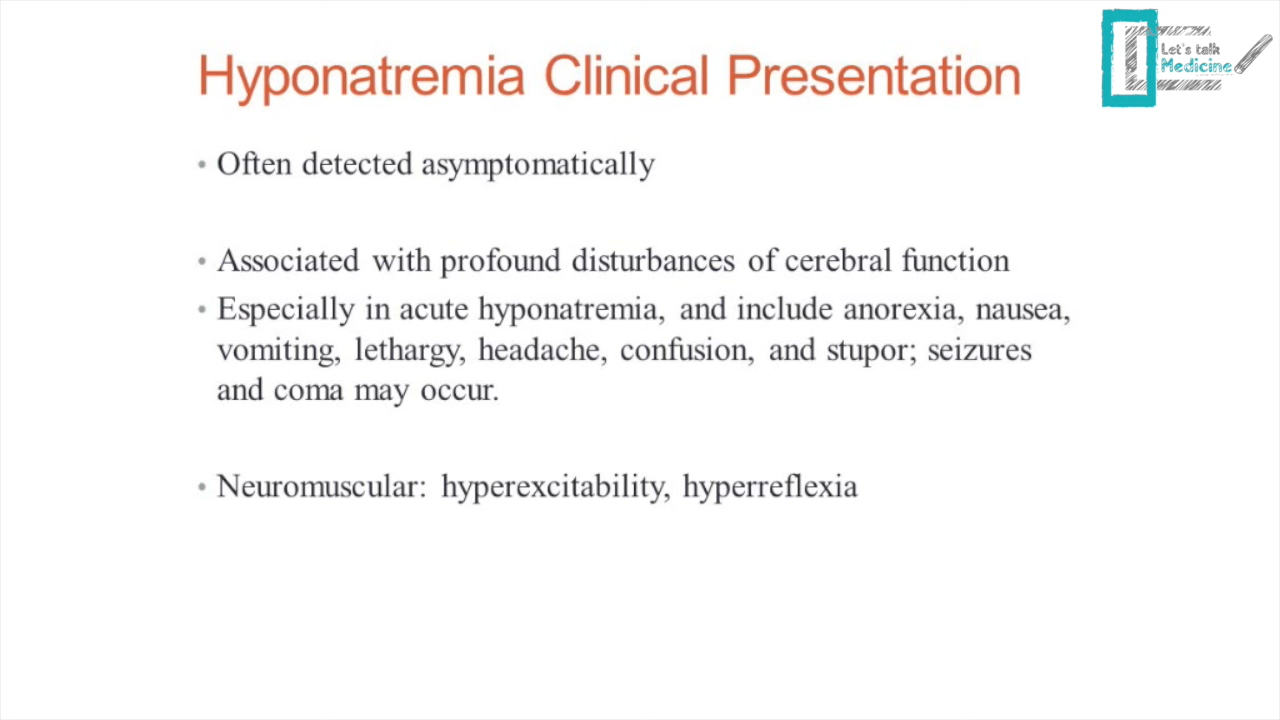 Let's talk
Medicine
Hyponatremia Clinical Presentation
• Often detected asymptomatically
• Associated with profound disturbances of cerebral function
• Especially in acute hyponatremia, and include anorexia, nausea,
vomiting, lethargy, headache, confusion, and stupor; seizures
and coma may occur.
• Neuromuscular: hyperexcitability, hyperreflexia